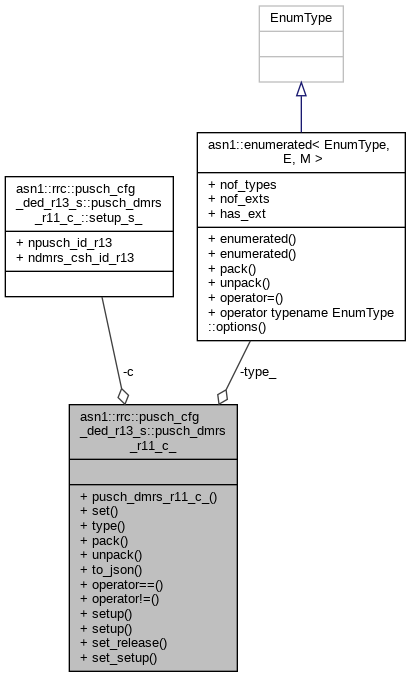 EnumType
asn1::enumerated< EnumType,
E, M >
+ nof_types
+ nof_exts
+ has_ext
+ enumerated()
+ enumerated()
+ pack()
+ unpack()
+ operator=()
+ operator typename EnumType
::options()
asn1::rrc::pusch_cfg
_ded_r13_s::pusch_dmrs
_r11_c_::setup_s_
+ npusch_id_r13
+ ndmrs_csh_id_r13
-c
-type_
asn1::rrc::pusch_cfg
_ded_r13_s::pusch_dmrs
_r11_c_
+ pusch_dmrs_r11_c_()
+ set()
+ type()
+ pack()
+ unpack()
+ to_json()
+ operator==()
+ operator!=()
+ setup()
+ setup()
+ set_release()
+ set_setup()